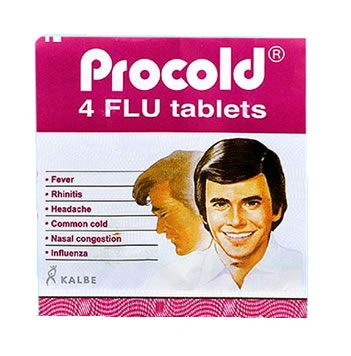 Procold®
4 FLU tablets
• Fever
• Rhinitis
• Headache
• Common cold
• Nasal congestion
• Influenza
KALBE